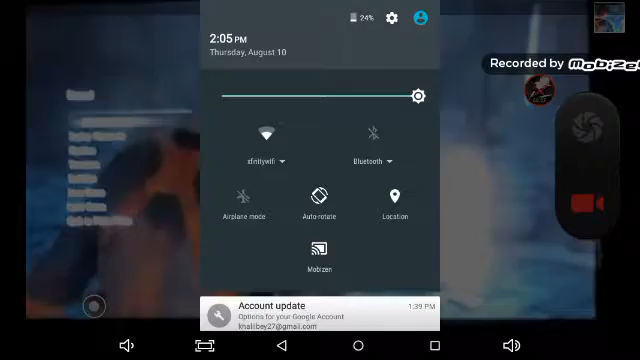 24%
2:05 PM
Thursday, August 10
Recorded by mobizen
xfinitywifi
Bluetooth
Airplane mode
Auto-rotate
Location
Mobizen
Account update
1:39 PM
Options for your Google Account
khalilbey27@gmail.com